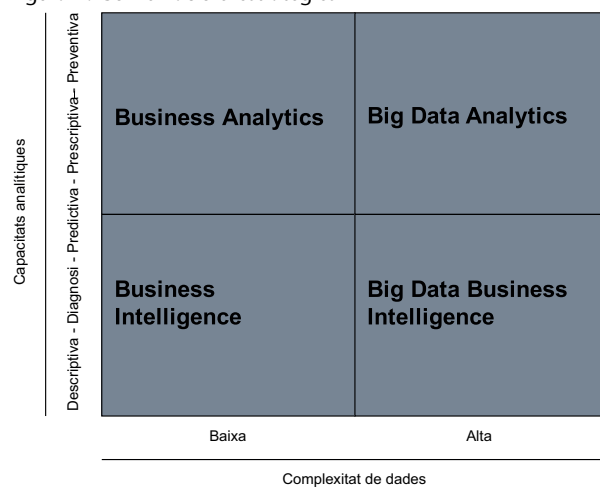 Business Analytics
Big Data Analytics
Business
Intelligence
Big Data Business
Intelligence
Capacitats analítiques
Descriptiva - Diagnosi - Predictiva - Prescriptiva– Preventiva
Baixa
Alta
Complexitat de dades